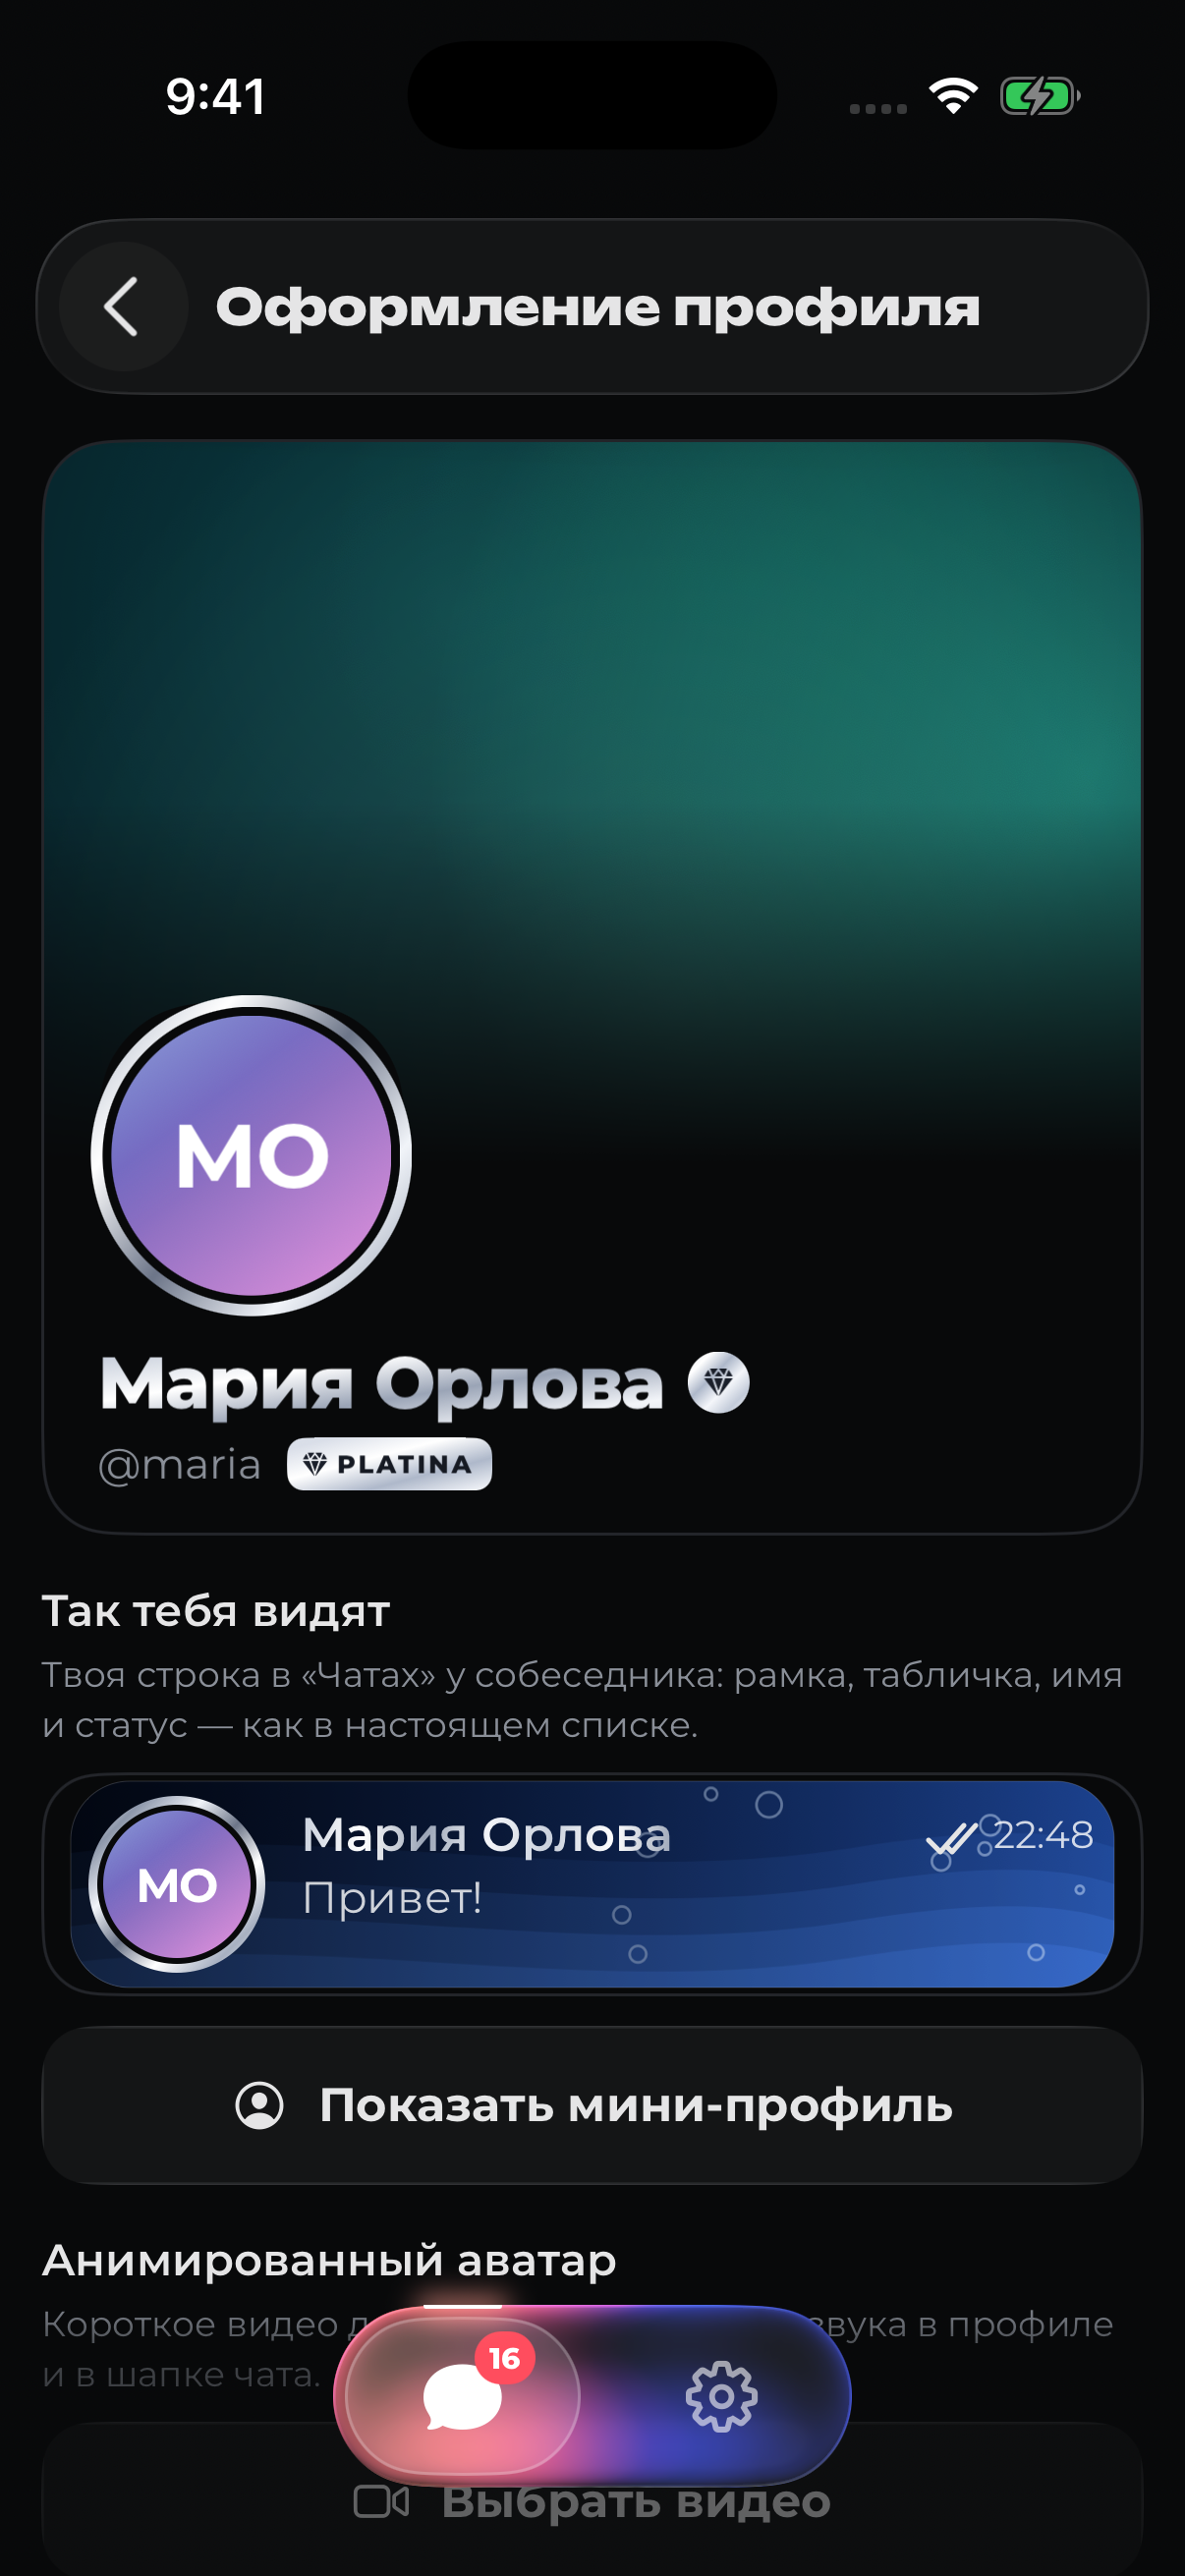 9:41
Оформление профиля
МО
Мария Орлова
@maria PLATINA
Так тебя видят
Твоя строка в «Чатах» у собеседника: рамка, табличка, имя
и статус — как в настоящем списке.
МО
Мария Орлова 22:48
Привет!
Показать мини-профиль
Анимированный аватар
Короткое видео звука в профиле
и в шапке чата.
16
Выбрать видео